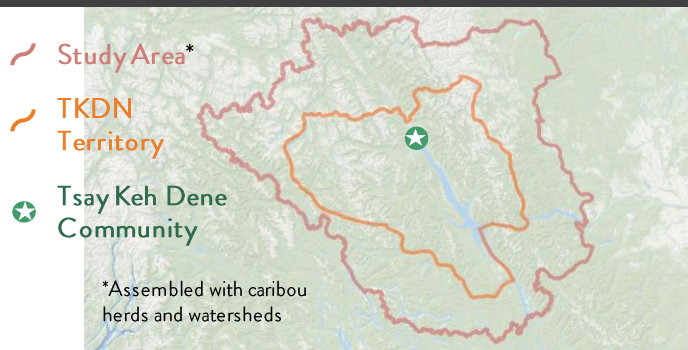 Study Area*
TKDN
Territory
Tsay Keh Dene
Community
*Assembled with caribou
herds and watersheds